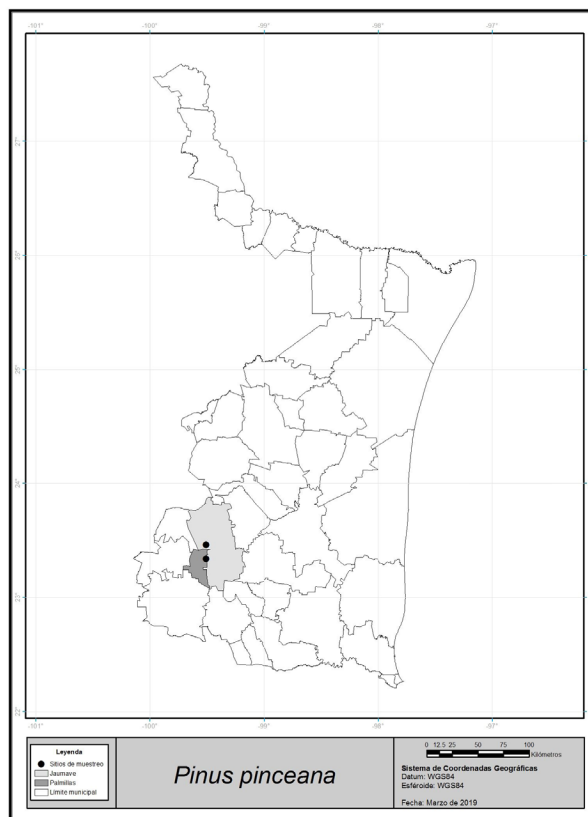 -101° -100° -99° -98° -97°
27°
26°
25°
24°
23°
22°
-101° -100° -99° -98° -97°
Leyenda
Sitios de muestreo
Jaumave
Palmillas
Límite municipal
Pinus pinceana
0 12.5 25 50 75 100
Kilómetros
Sistema de Coordenadas Geográficas
Datum: WGS84
Esféroide: WGS84
Fecha: Marzo de 2019